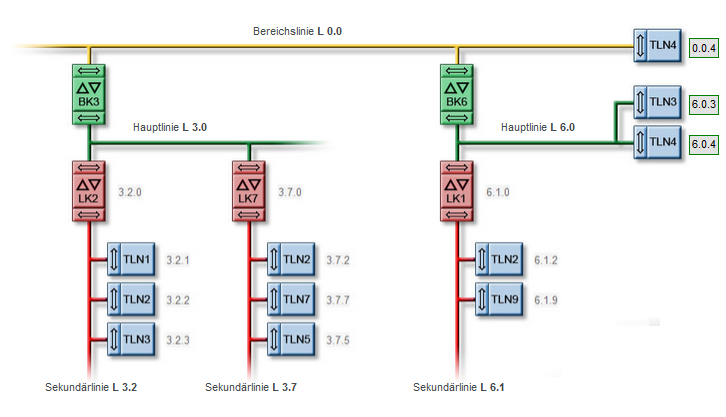 Bereichslinie L 0.0
TLN4 0.0.4
BK3
BK6
TLN3 6.0.3
Hauptlinie L 3.0
Hauptlinie L 6.0
TLN4 6.0.4
LK2 3.2.0
LK7 3.7.0
LK1 6.1.0
TLN1 3.2.1
TLN2 3.7.2
TLN2 6.1.2
TLN2 3.2.2
TLN7 3.7.7
TLN9 6.1.9
TLN3 3.2.3
TLN5 3.7.5
Sekundärlinie L 3.2
Sekundärlinie L 3.7
Sekundärlinie L 6.1